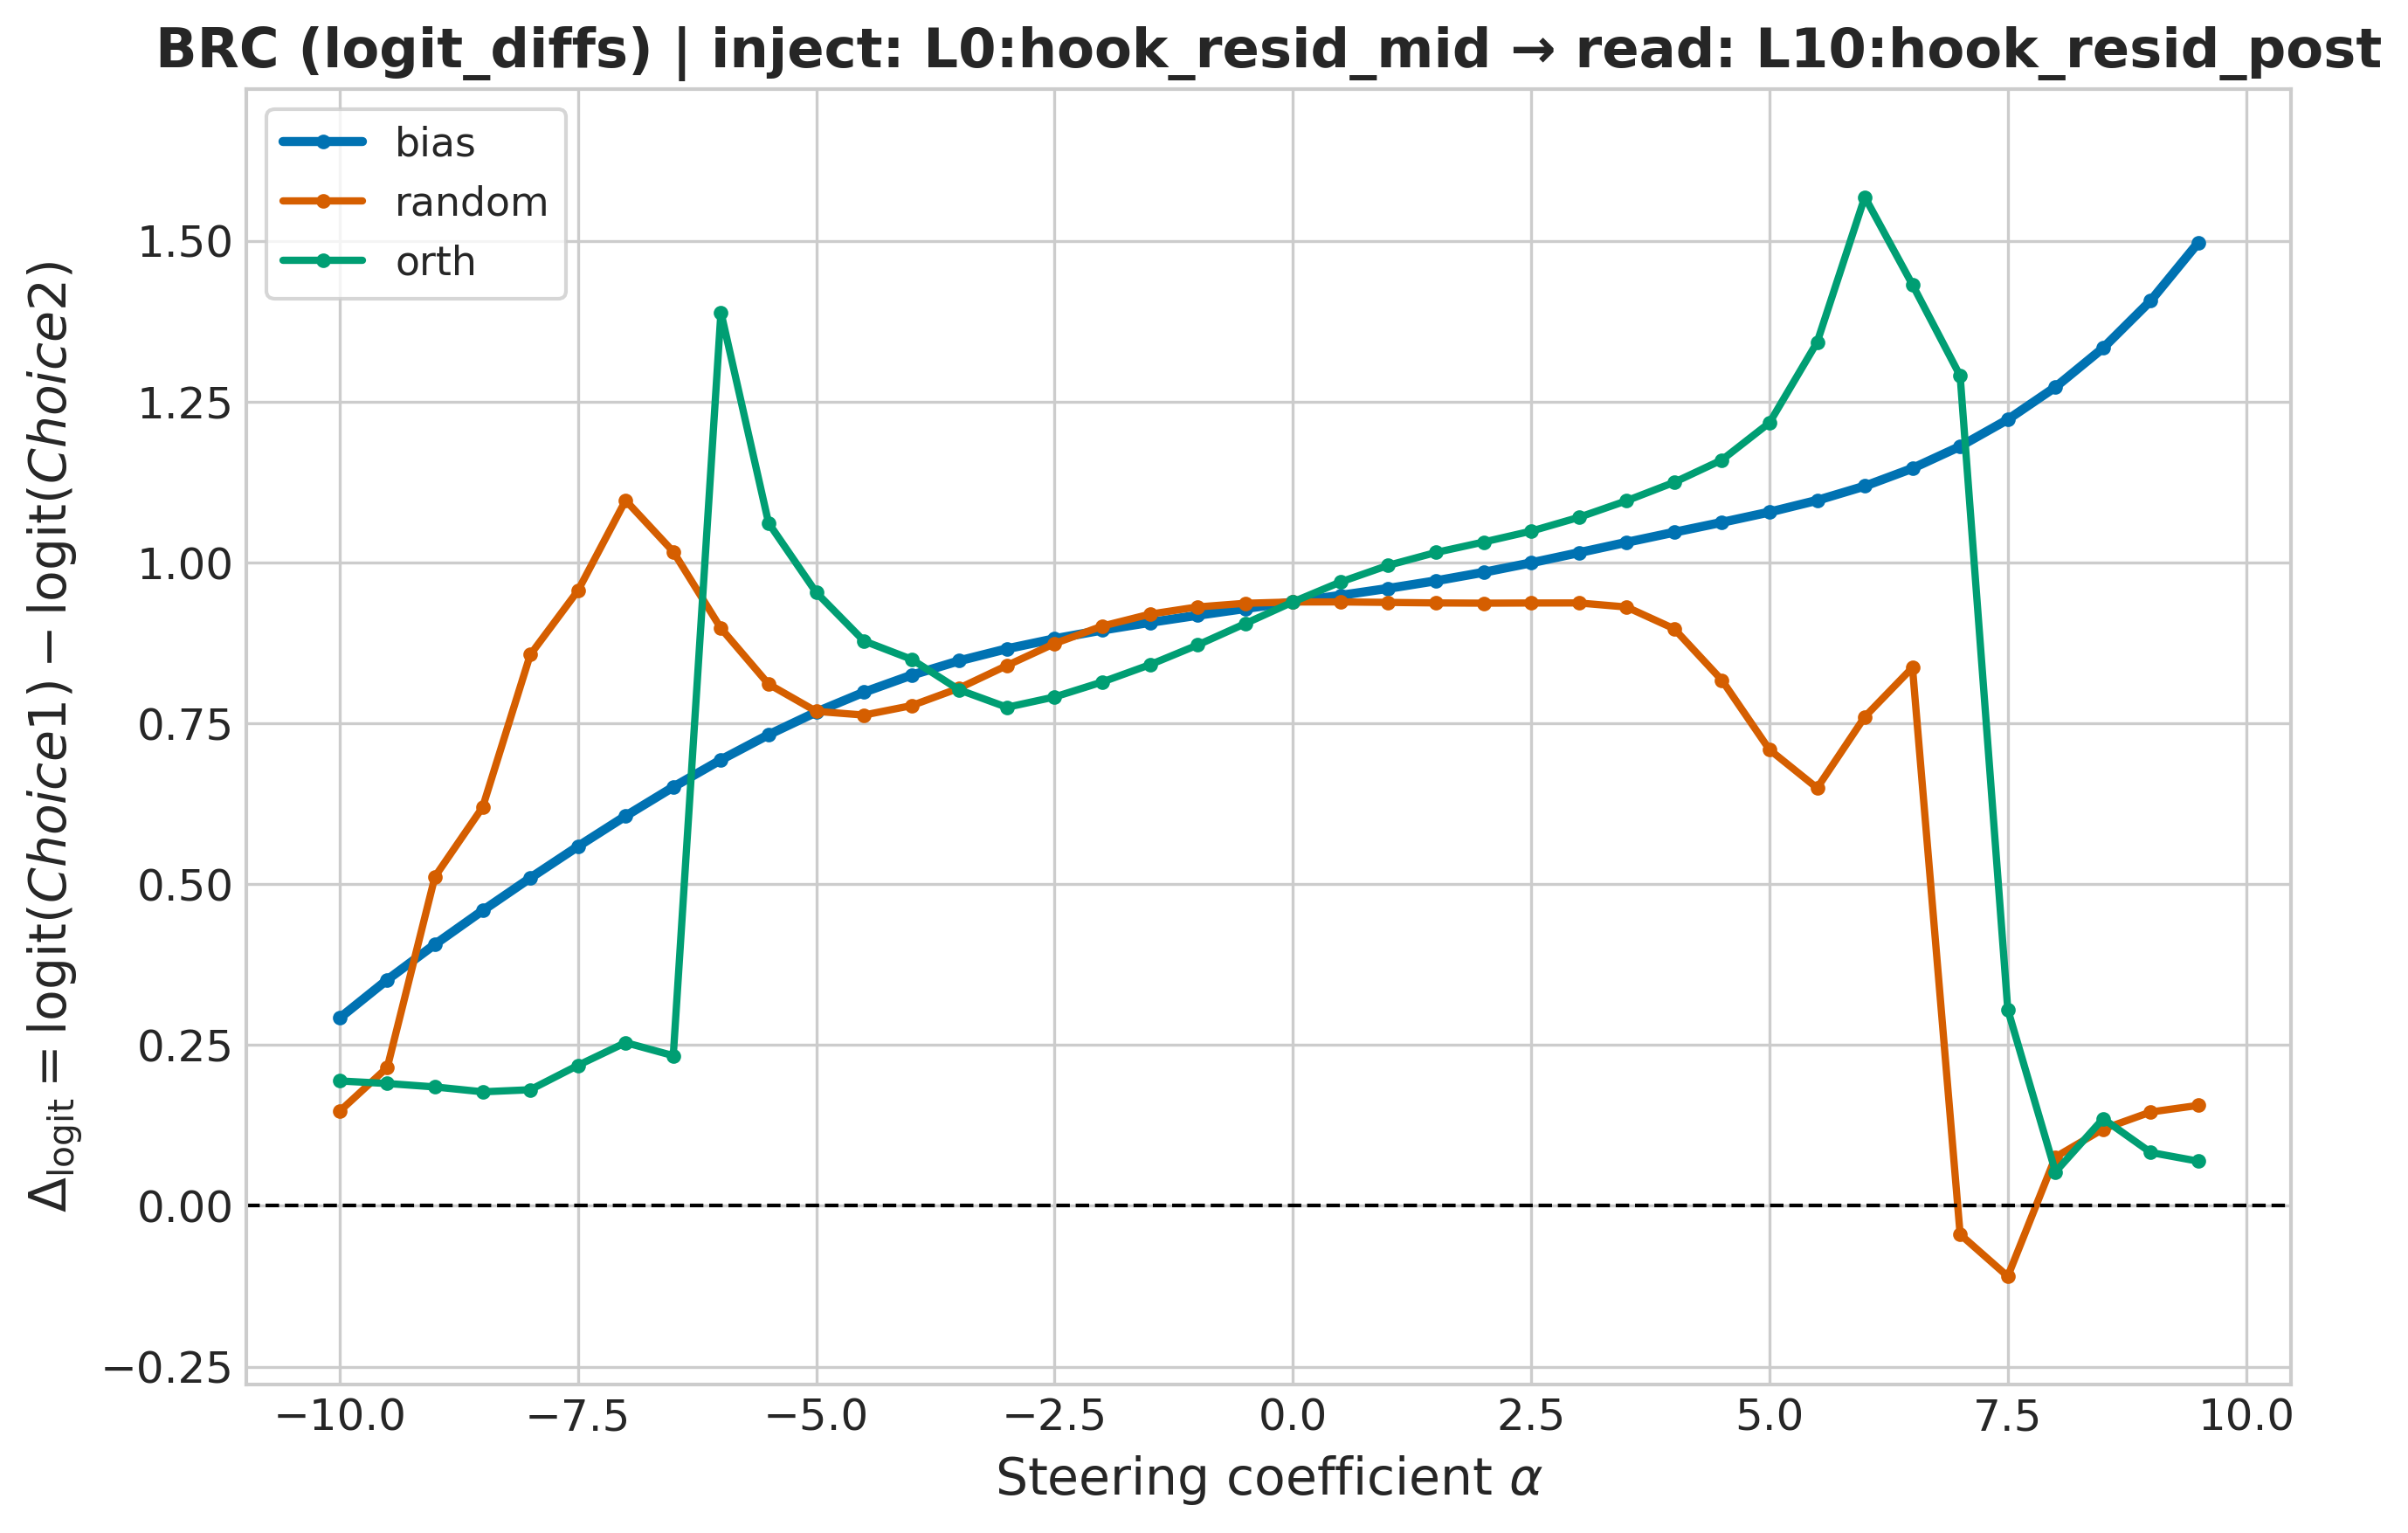 BRC (logit_diffs) | inject: L0:hook_resid_mid → read: L10:hook_resid_post
bias
random
orth
Δlogit = logit(Choice1) − logit(Choice2)
1.50
1.25
1.00
0.75
0.50
0.25
0.00
−0.25
−10.0 −7.5 −5.0 −2.5 0.0 2.5 5.0 7.5 10.0
Steering coefficient α